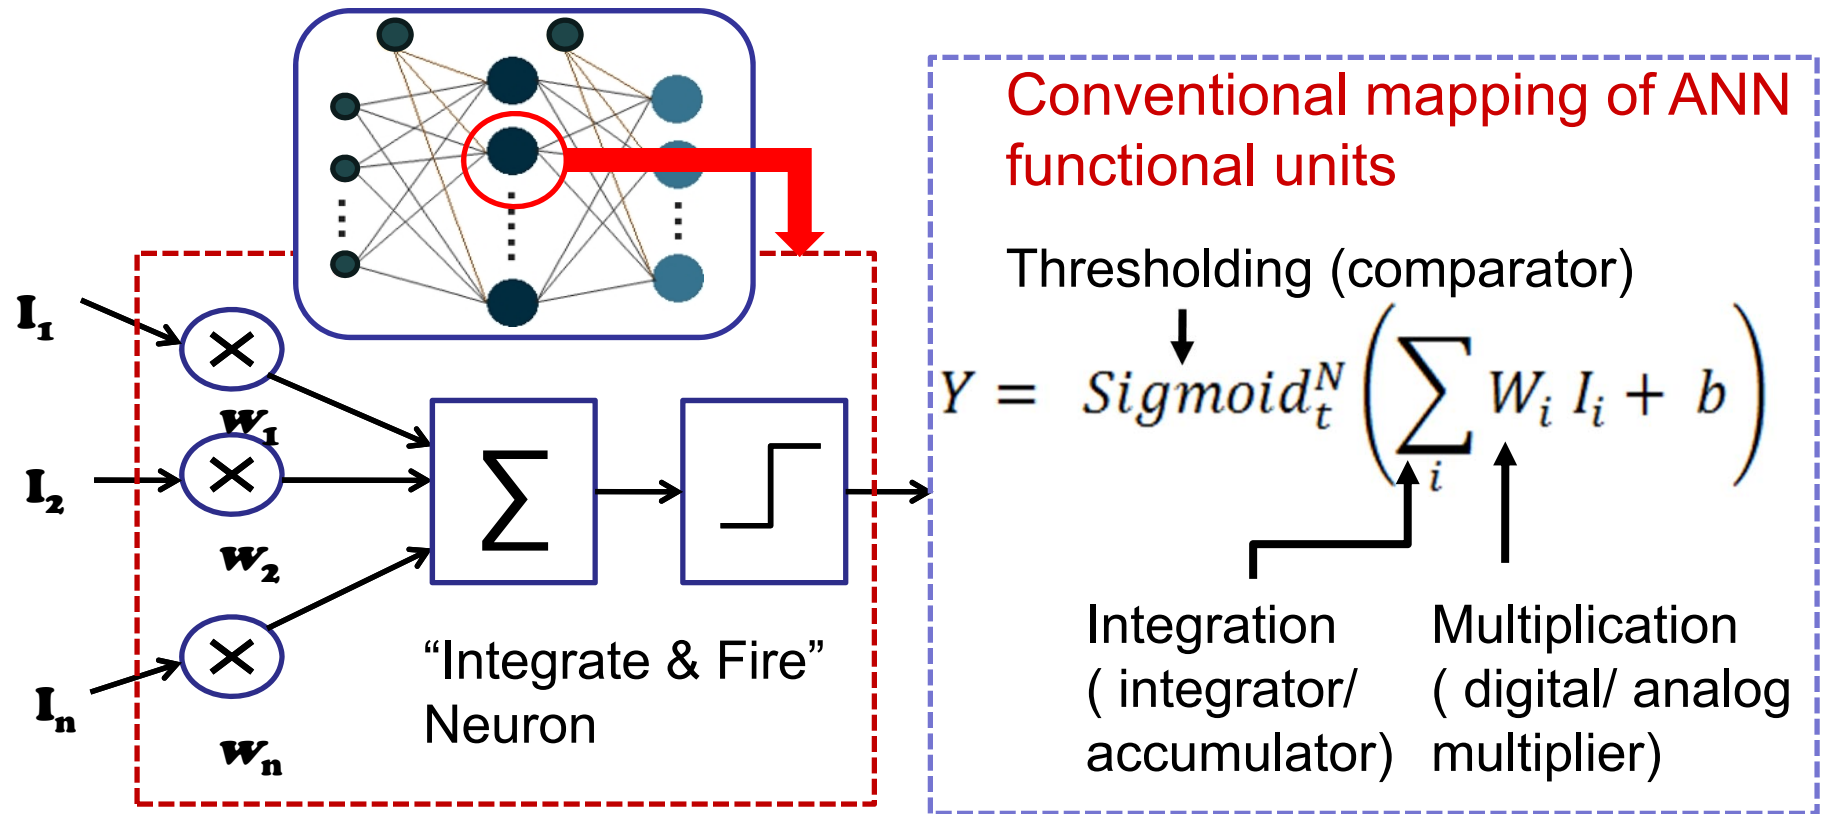 I₁
w₁
I₂
w₂
Iₙ
wₙ
∑
“Integrate & Fire”
Neuron
Conventional mapping of ANN
functional units
Thresholding (comparator)
Y = Sigmoid_t^N (∑_i W_i I_i + b)
Integration
( integrator/
accumulator)
Multiplication
( digital/ analog
multiplier)